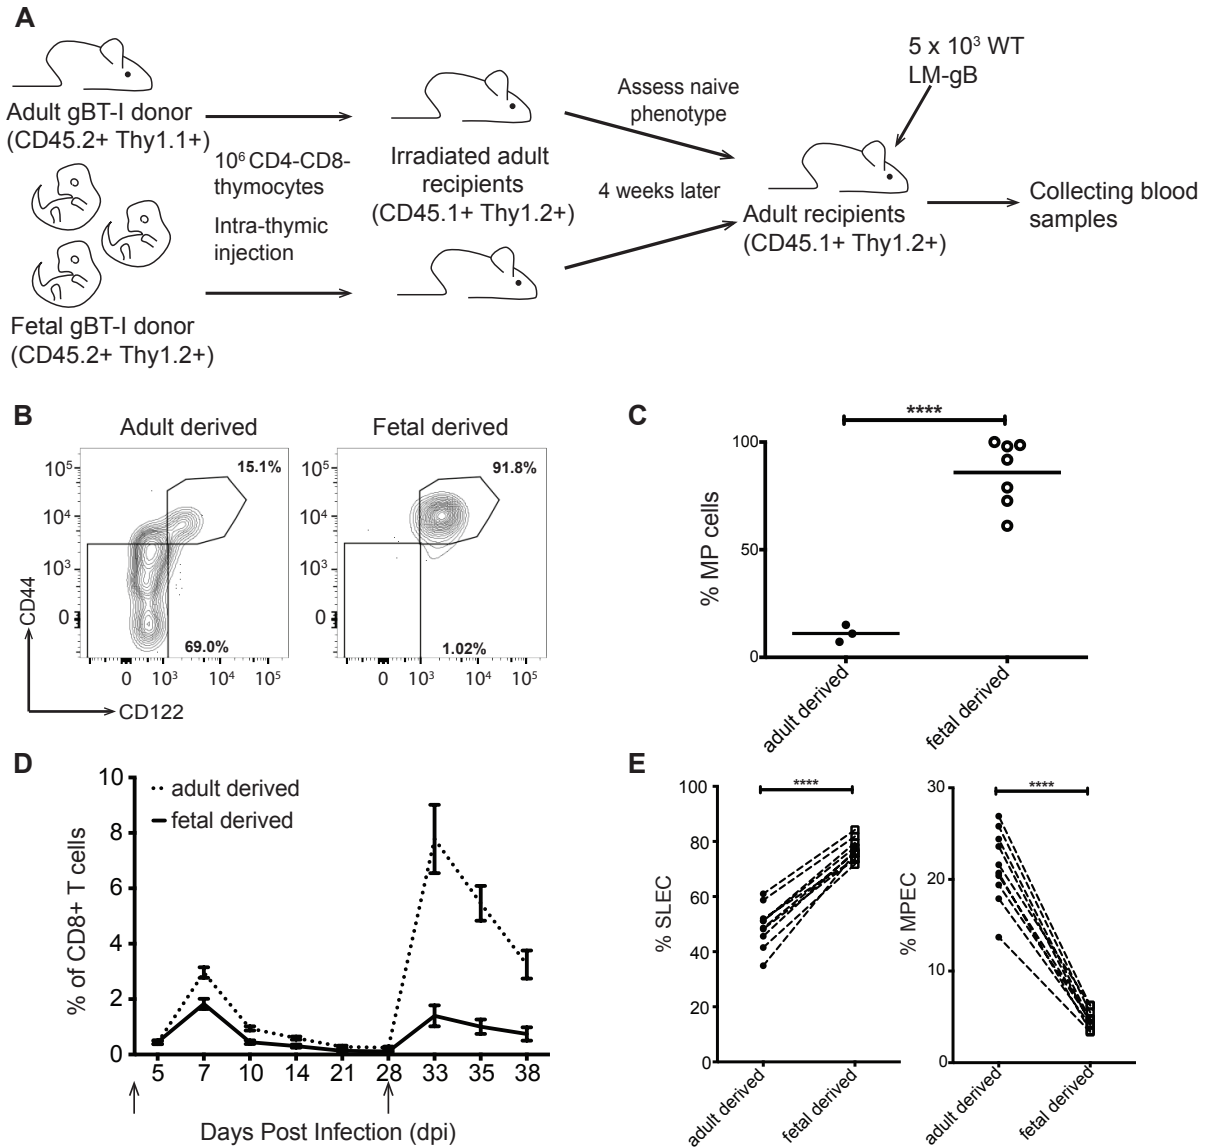 A
Adult gBT-I donor
(CD45.2+ Thy1.1+)
Fetal gBT-I donor
(CD45.2+ Thy1.2+)
10⁶ CD4-CD8-
thymocytes
Intra-thymic
injection
Irradiated adult
recipients
(CD45.1+ Thy1.2+)
Assess naive
phenotype
4 weeks later
5 x 10³ WT
LM-gB
Adult recipients
(CD45.1+ Thy1.2+)
Collecting blood
samples
B
Adult derived
Fetal derived
10⁵
10⁴
10³
0
15.1%
69.0%
0
10³
10⁴
10⁵
10⁵
10⁴
10³
0
91.8%
1.02%
0
10³
10⁴
10⁵
CD44
CD122
C
****
% MP cells
100
50
0
adult derived
fetal derived
D
% of CD8+ T cells
10
8
6
4
2
0
adult derived
fetal derived
5 7 10 14 21 28 33 35 38
Days Post Infection (dpi)
E
****
% SLEC
100
80
60
40
20
0
adult derived
fetal derived
****
% MPEC
30
20
10
0
adult derived
fetal derived